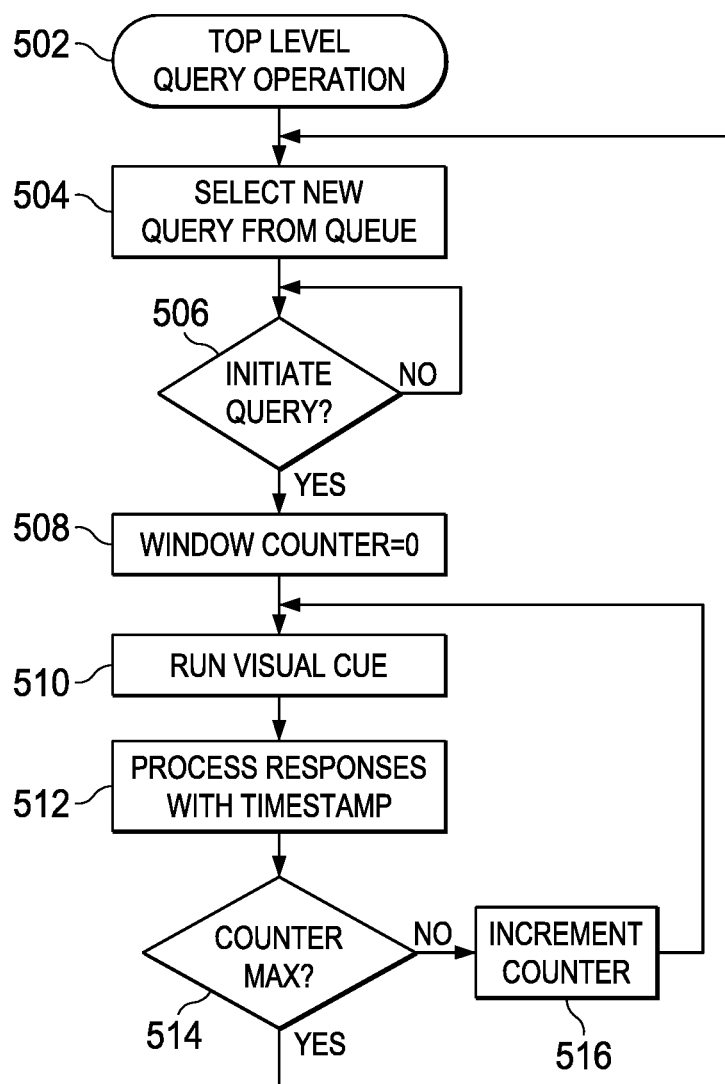 502
TOP LEVEL
QUERY OPERATION
504
SELECT NEW
QUERY FROM QUEUE
506
INITIATE
QUERY?
NO
YES
508
WINDOW COUNTER=0
510
RUN VISUAL CUE
512
PROCESS RESPONSES
WITH TIMESTAMP
COUNTER
MAX?
NO
INCREMENT
COUNTER
514
YES
516